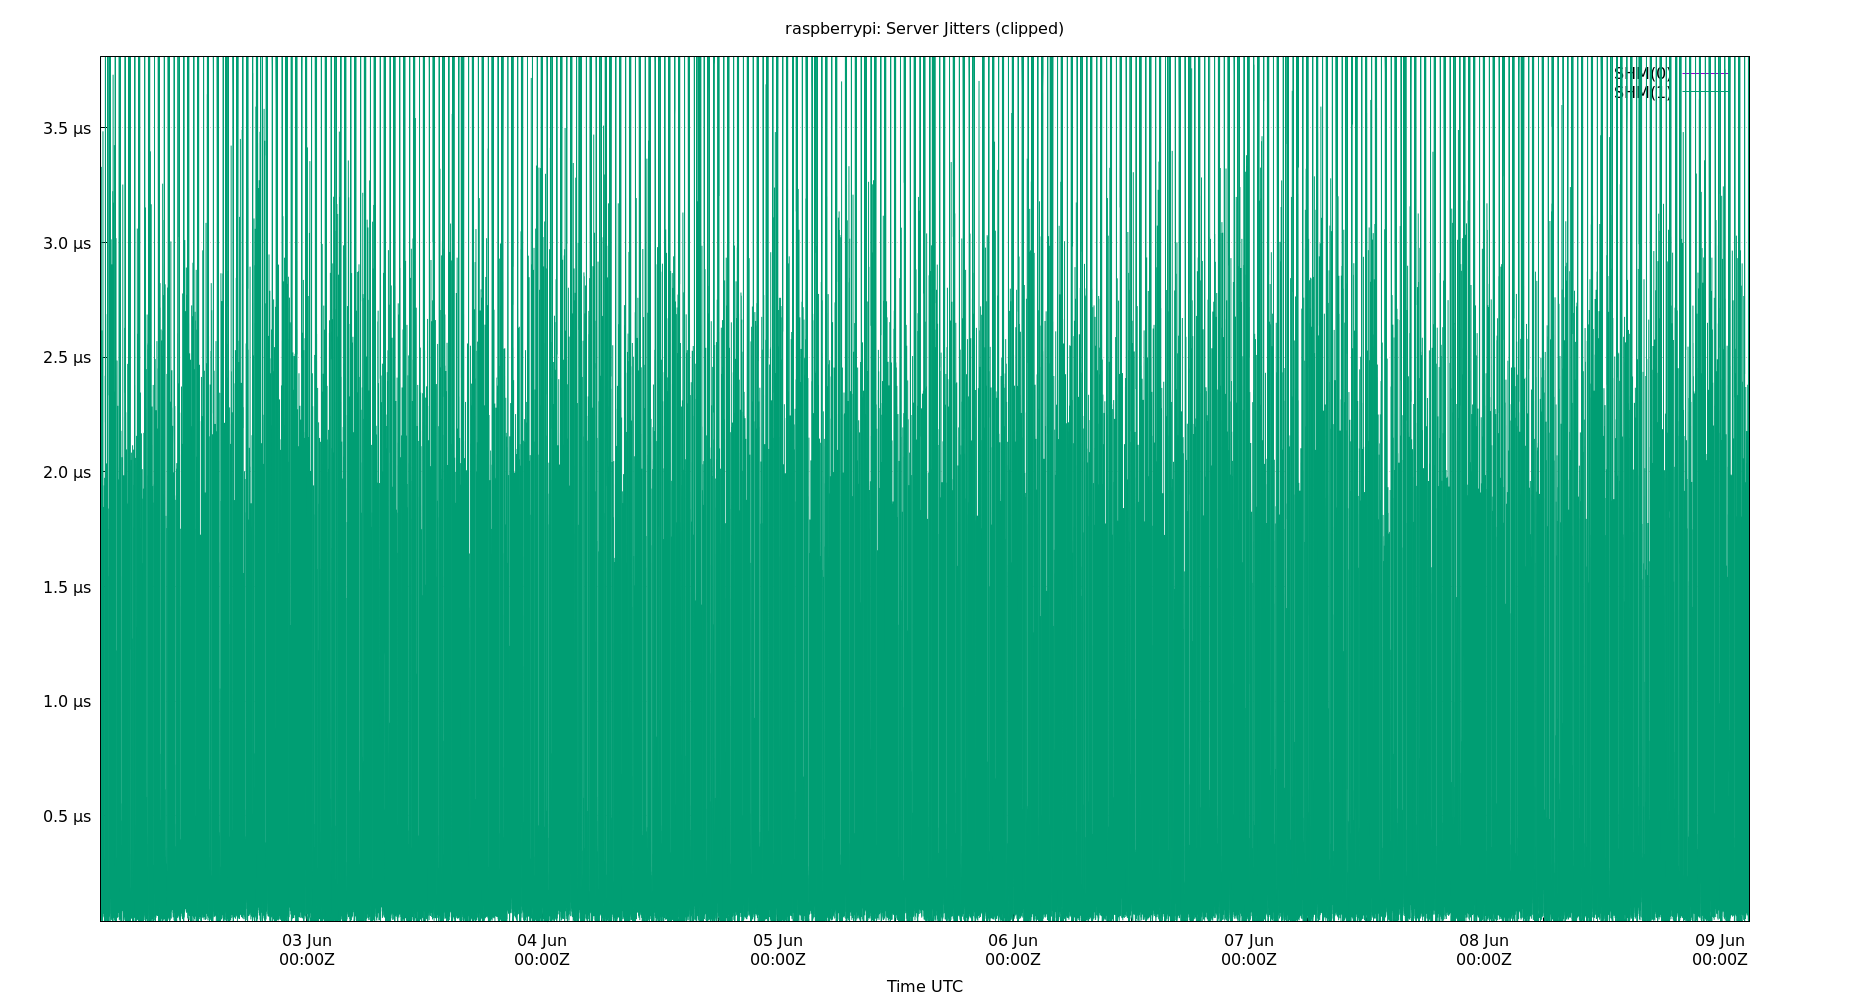 raspberrypi: Server Jitters (clipped)
SHM(0)
SHM(1)
3.5 µs
3.0 µs
2.5 µs
2.0 µs
1.5 µs
1.0 µs
0.5 µs
03 Jun 04 Jun 05 Jun 06 Jun 07 Jun 08 Jun 09 Jun
00:00Z 00:00Z 00:00Z 00:00Z 00:00Z 00:00Z 00:00Z
Time UTC